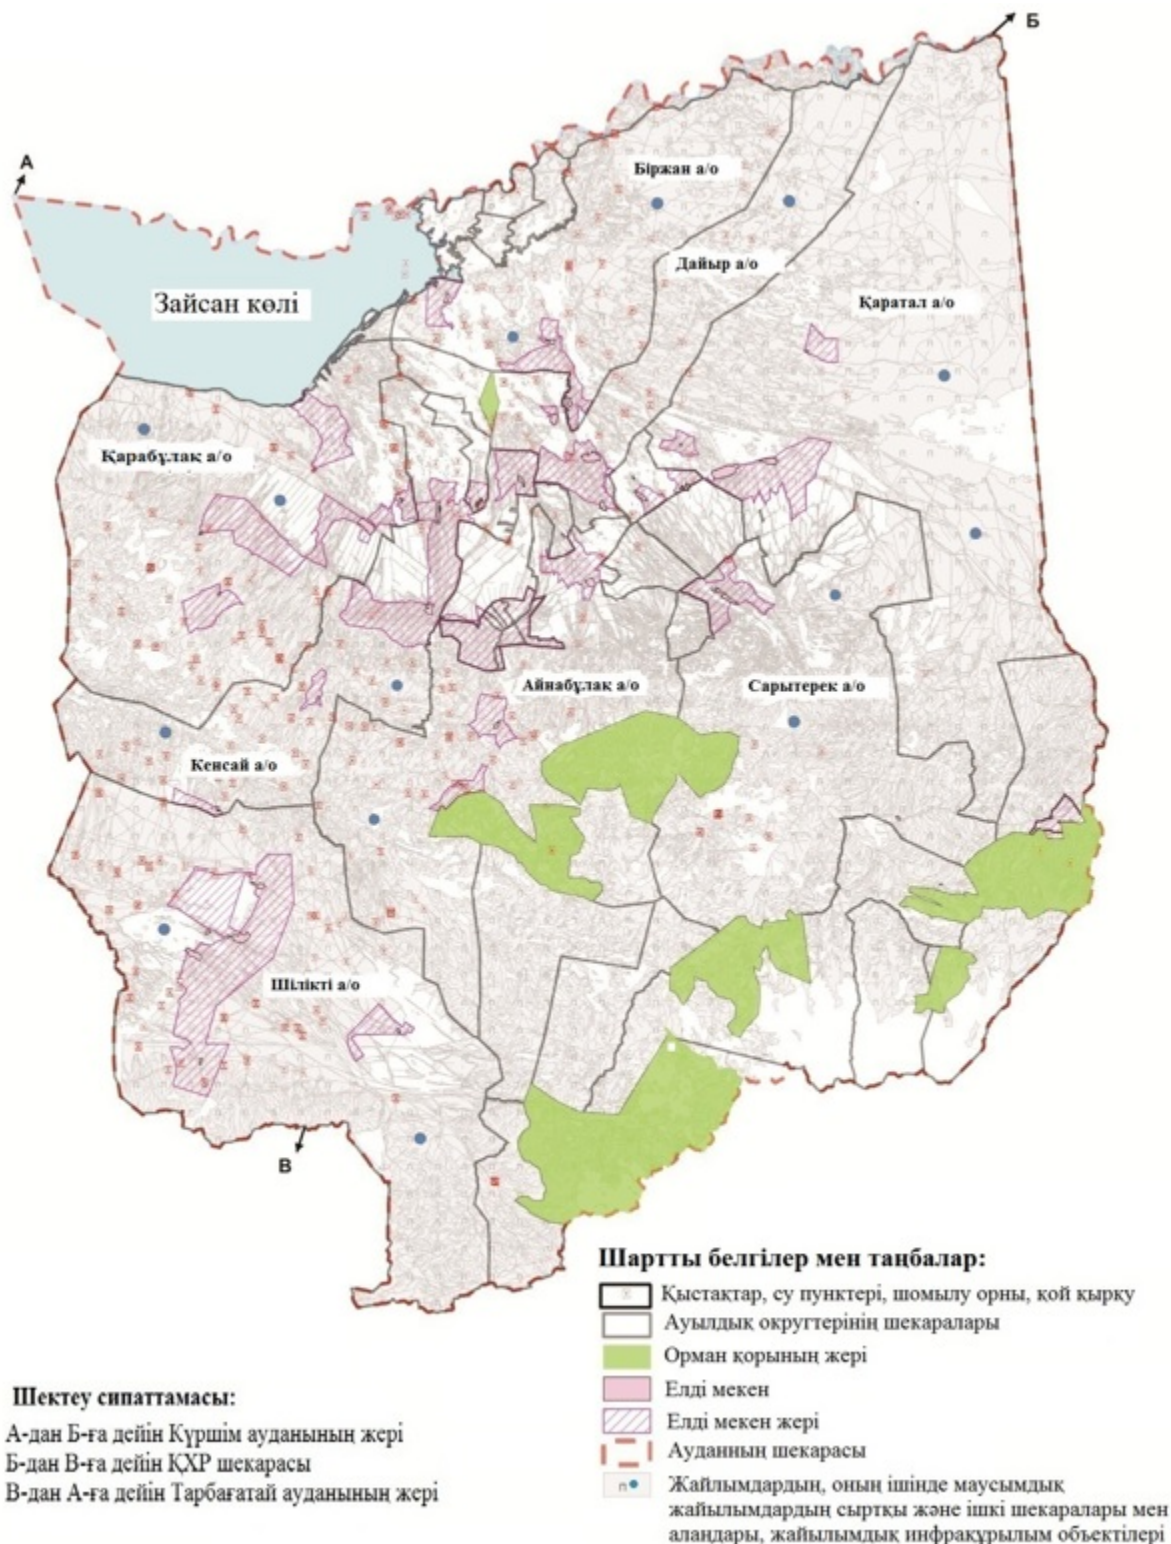 Б
А
Біржан а/о
Дайыр а/о
Қаратал а/о
Зайсан көлі
Қарабұлақ а/о
Айнабұлақ а/о
Сарытерек а/о
Кенсай а/о
Шілікті а/о
В
Шартты белгілер мен таңбалар:
Қыстақтар, су пунктері, шомылу орны, қой қырқу
Ауылдық округтерінің шекаралары
Орман қорының жері
Елді мекен
Елді мекен жері
Ауданның шекарасы
Жайлымдардың, оның ішінде маусымдық
жайылымдардың сыртқы және ішкі шекаралары мен
алаңдары, жайылымдық инфрақұрылым объектілері
Шектеу сипаттамасы:
А-дан Б-ға дейін Күршім ауданының жері
Б-дан В-ға дейін ҚХР шекарасы
В-дан А-ға дейін Тарбағатай ауданының жері